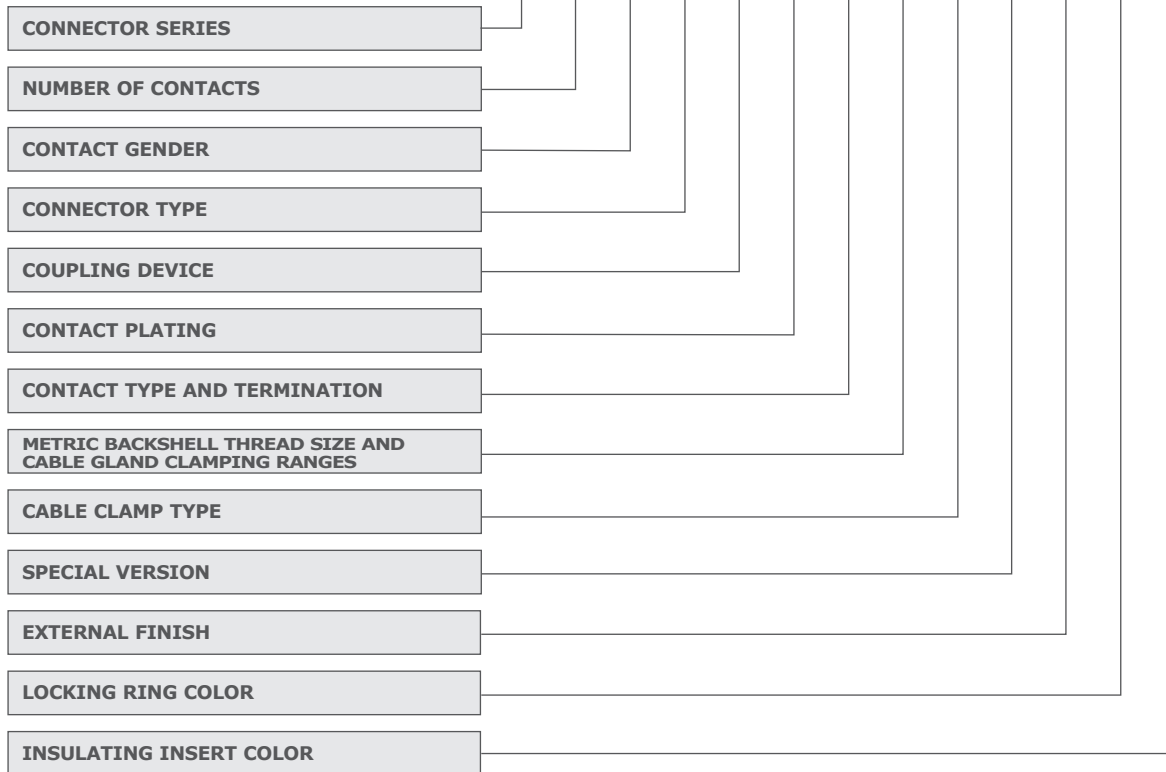 CONNECTOR SERIES
NUMBER OF CONTACTS
CONTACT GENDER
CONNECTOR TYPE
COUPLING DEVICE
CONTACT PLATING
CONTACT TYPE AND TERMINATION
METRIC BACKSHELL THREAD SIZE AND
CABLE GLAND CLAMPING RANGES
CABLE CLAMP TYPE
SPECIAL VERSION
EXTERNAL FINISH
LOCKING RING COLOR
INSULATING INSERT COLOR